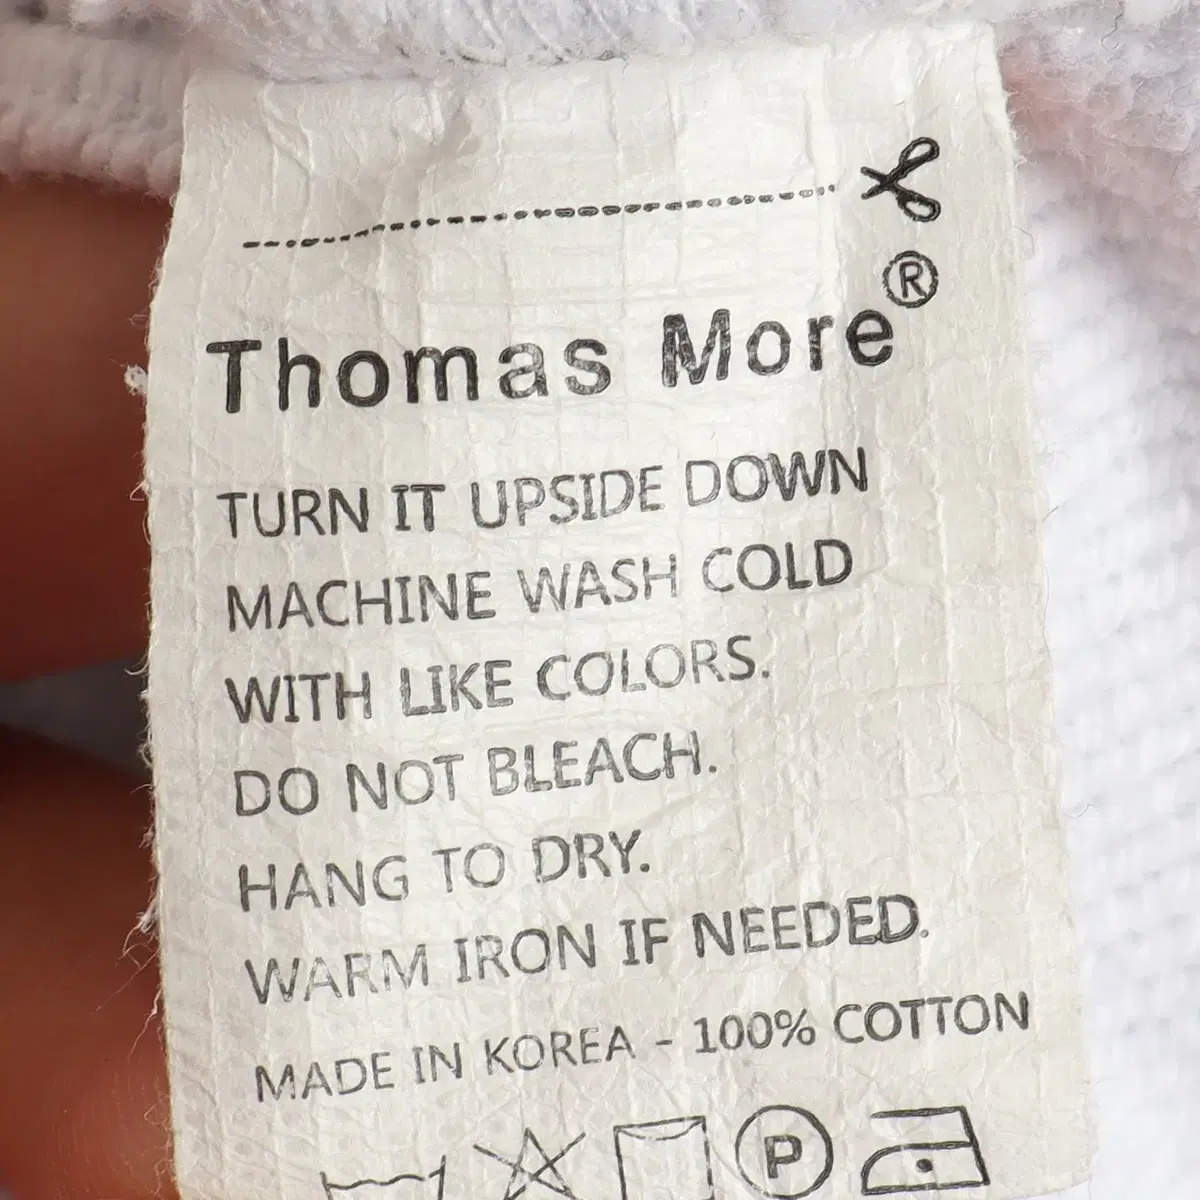 Thomas More®
TURN IT UPSIDE DOWN
MACHINE WASH COLD
WITH LIKE COLORS.
DO NOT BLEACH.
HANG TO DRY.
WARM IRON IF NEEDED.
MADE IN KOREA - 100% COTTON
P